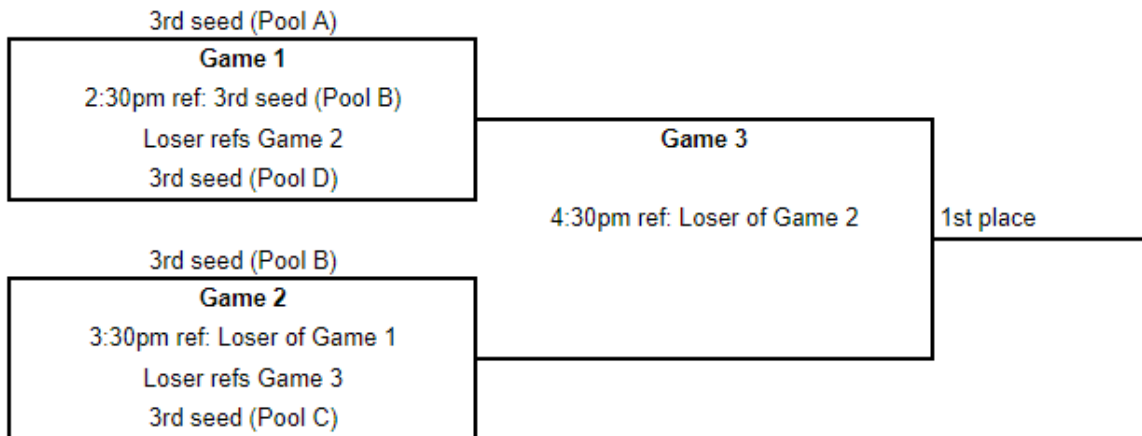 3rd seed (Pool A)
Game 1
2:30pm ref: 3rd seed (Pool B)
Loser refs Game 2
3rd seed (Pool D)
Game 3
4:30pm ref: Loser of Game 2
1st place
3rd seed (Pool B)
Game 2
3:30pm ref: Loser of Game 1
Loser refs Game 3
3rd seed (Pool C)